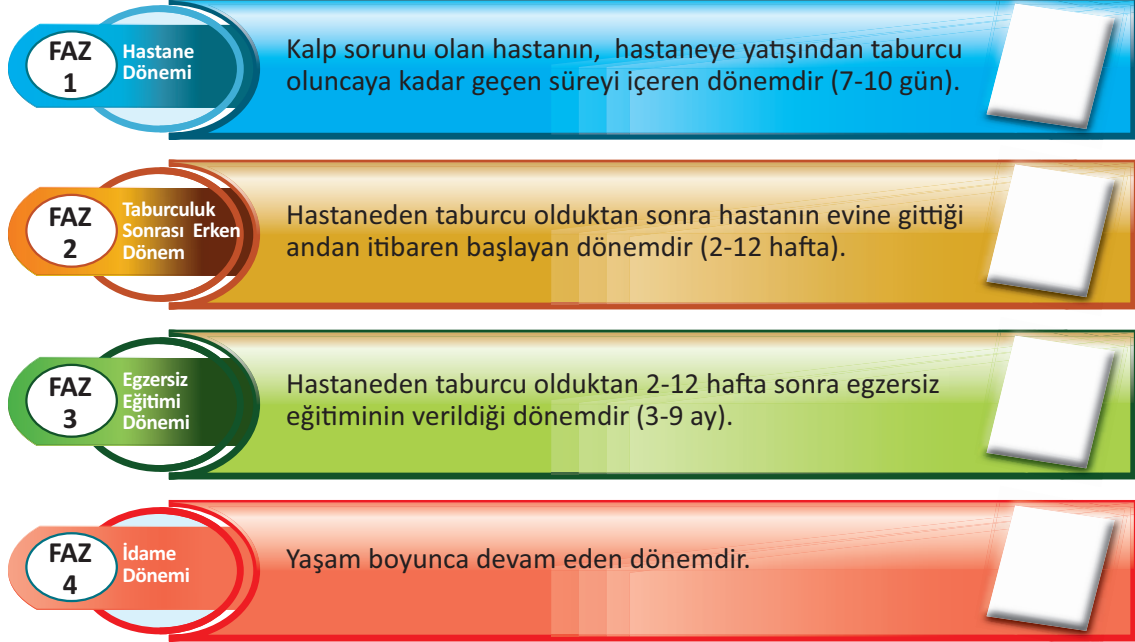 FAZ
1
Hastane
Dönemi
Kalp sorunu olan hastanın, hastaneye yatışından taburcu
oluncaya kadar geçen süreyi içeren dönemdir (7-10 gün).
FAZ
2
Taburculuk
Sonrası Erken
Dönem
Hastaneden taburcu olduktan sonra hastanın evine gittiği
andan itibaren başlayan dönemdir (2-12 hafta).
FAZ
3
Egzersiz
Eğitimi
Dönemi
Hastaneden taburcu olduktan 2-12 hafta sonra egzersiz
eğitiminin verildiği dönemdir (3-9 ay).
FAZ
4
İdame
Dönemi
Yaşam boyunca devam eden dönemdir.